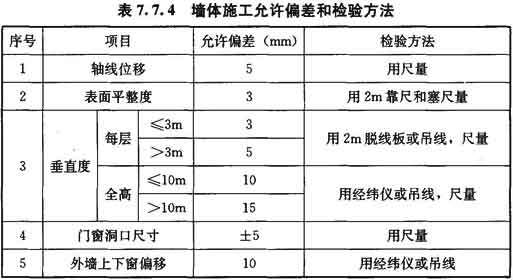 表 7.7.4 墙体施工允许偏差和检验方法
序号 项目 允许偏差（mm） 检验方法
1 轴线位移 5 用尺量
2 表面平整度 3 用2m靠尺和塞尺量
3 垂直度 每层 ≤3m 3 用2m脱线板或吊线，尺量
>3m 5
全高 ≤10m 10 用经纬仪或吊线，尺量
>10m 15
4 门窗洞口尺寸 ±5 用尺量
5 外墙上下窗偏移 10 用经纬仪或吊线